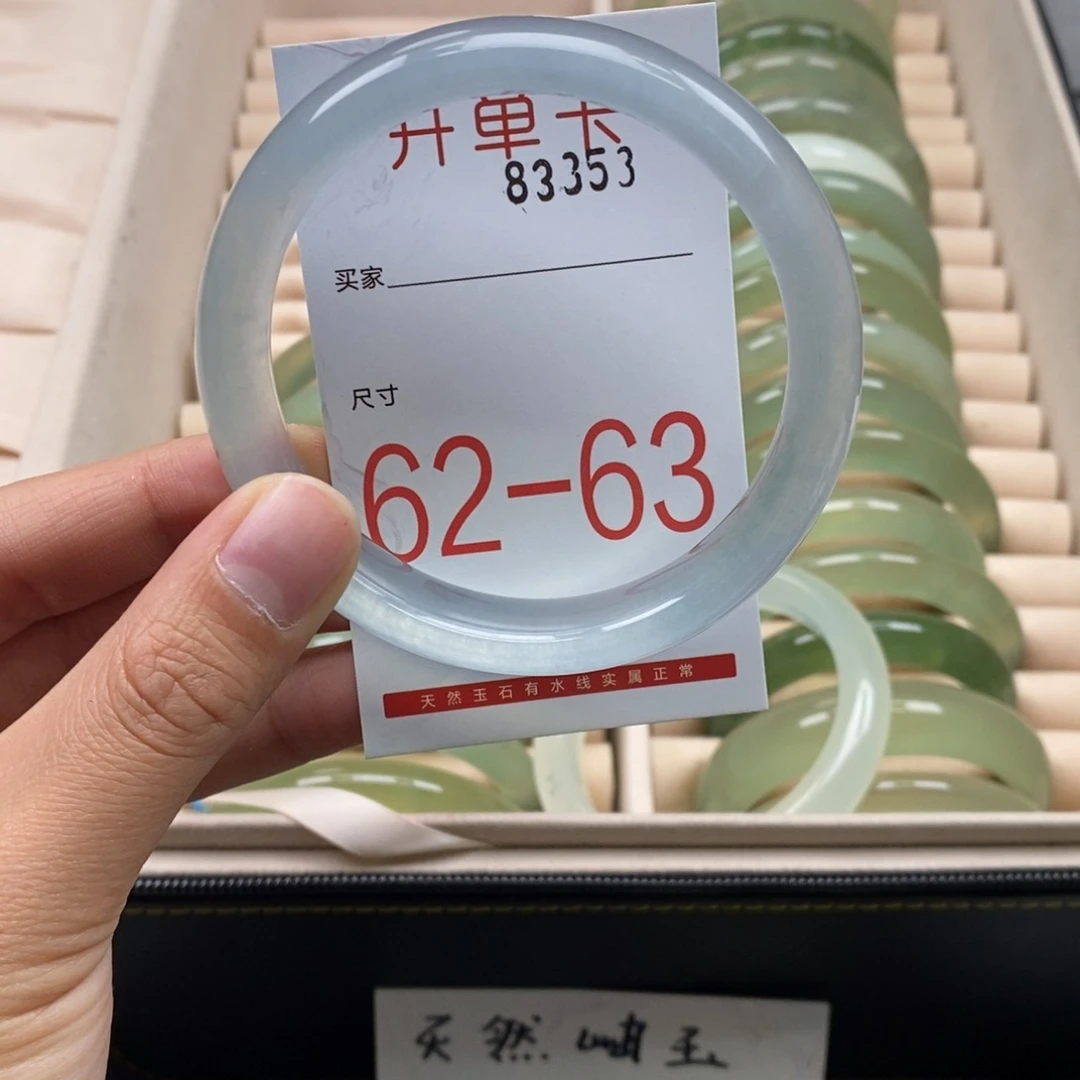 开单卡
83353
买家
尺寸
62-63
天然玉石有水线实属正常
天然岫玉